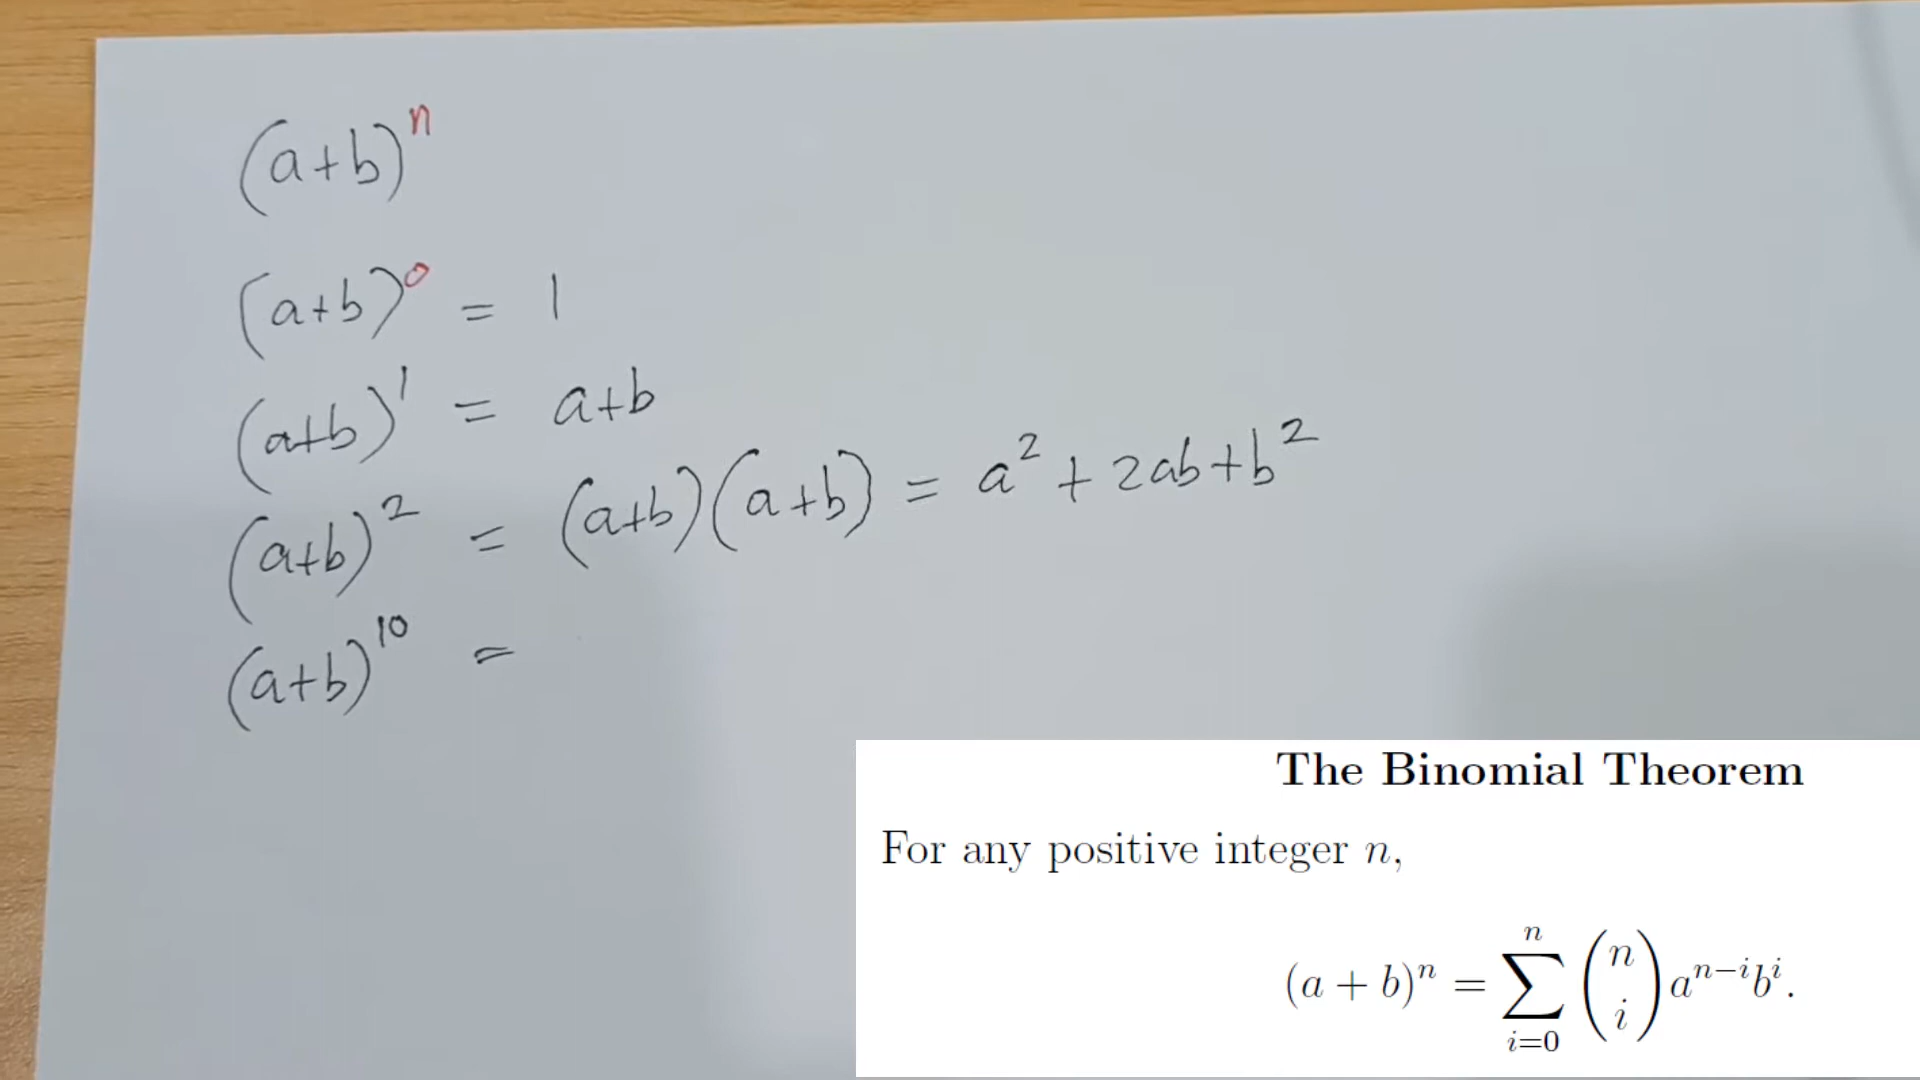 (a+b)^n
(a+b)^0 = 1
(a+b)^1 = a+b
(a+b)^2 = (a+b)(a+b) = a^2 + 2ab + b^2
(a+b)^10 =
The Binomial Theorem
For any positive integer n,
(a + b)^n = \sum_{i=0}^{n} \binom{n}{i} a^{n-i} b^i.